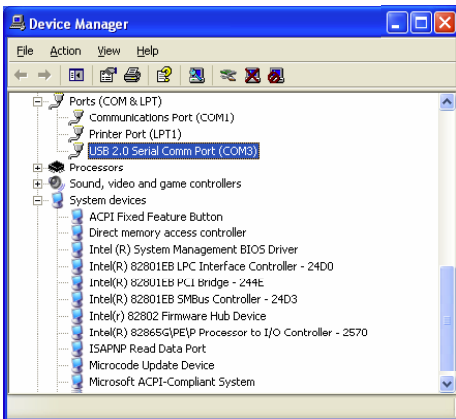 Device Manager
File Action View Help
Ports (COM & LPT)
Communications Port (COM1)
Printer Port (LPT1)
USB 2.0 Serial Comm Port (COM3)
Processors
Sound, video and game controllers
System devices
ACPI Fixed Feature Button
Direct memory access controller
Intel (R) System Management BIOS Driver
Intel(R) 82801EB LPC Interface Controller - 24D0
Intel(R) 82801EB PCI Bridge - 244E
Intel(R) 82801EB SMBus Controller - 24D3
Intel(r) 82802 Firmware Hub Device
Intel(R) 82865G\PE\P Processor to I/O Controller - 2570
ISAPNP Read Data Port
Microcode Update Device
Microsoft ACPI-Compliant System